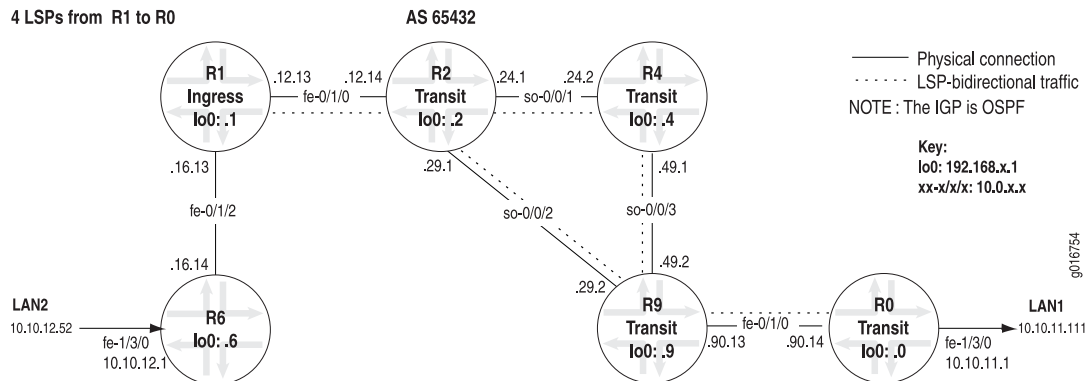 4 LSPs from R1 to R0
AS 65432
R1
Ingress
lo0: .1
.12.13
fe-0/1/0
.12.14
R2
Transit
lo0: .2
.24.1
so-0/0/1
.24.2
R4
Transit
lo0: .4
Physical connection
LSP-bidirectional traffic
NOTE : The IGP is OSPF
Key:
lo0: 192.168.x.1
xx-x/x/x: 10.0.x.x
.16.13
fe-0/1/2
.16.14
.29.1
so-0/0/2
.29.2
.49.1
so-0/0/3
.49.2
LAN2
10.10.12.52
fe-1/3/0
10.10.12.1
R6
lo0: .6
R9
Transit
lo0: .9
fe-0/1/0
.90.13
.90.14
R0
Transit
lo0: .0
LAN1
10.10.11.111
fe-1/3/0
10.10.11.1
g016754